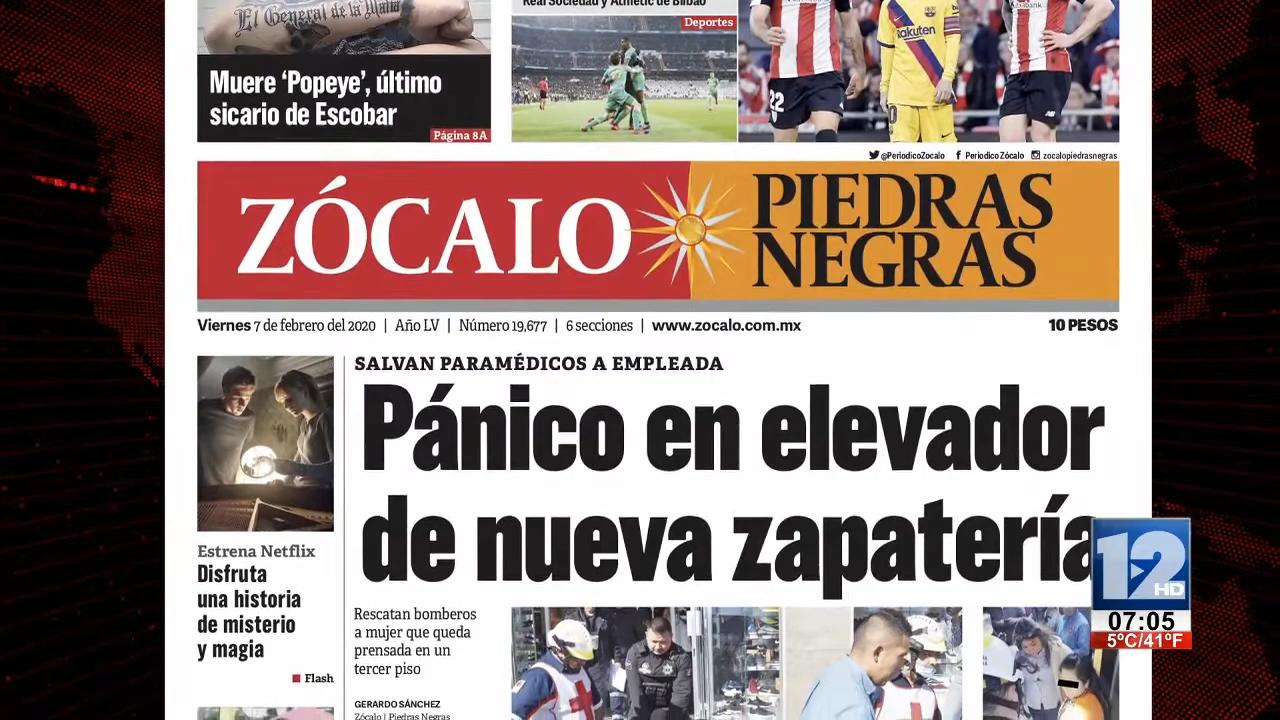 El General de la Mafia
Muere ‘Popeye’, último
sicario de Escobar
Página 8A
Real Sociedad y Athletic de Bilbao
Deportes
Rakuten
22
@PeriodicoZocalo
Periodico Zócalo
zocalopiedrasnegras
ZÓCALO
PIEDRAS
NEGRAS
Viernes 7 de febrero del 2020 | Año LV | Número 19,677 | 6 secciones | www.zocalo.com.mx
10 PESOS
Estrena Netflix
Disfruta
una historia
de misterio
y magia
Flash
SALVAN PARAMÉDICOS A EMPLEADA
Pánico en elevador
de nueva zapatería
Rescatan bomberos
a mujer que queda
prensada en un
tercer piso
GERARDO SÁNCHEZ
Zócalo | Piedras Negras
12
HD
07:05
5°C/41°F